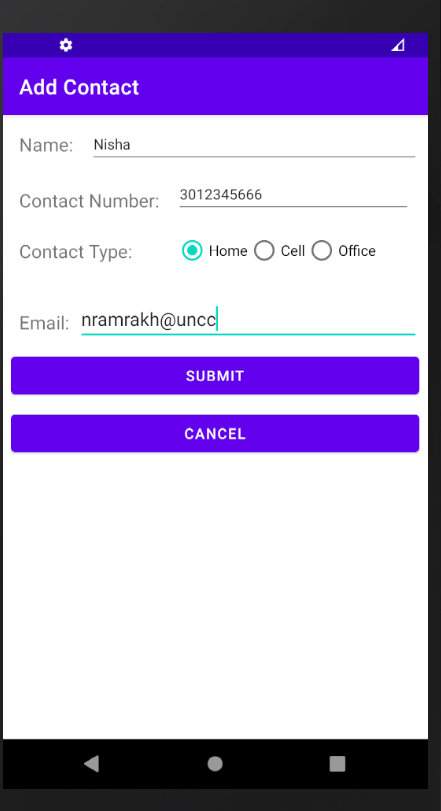 Add Contact
Name: Nisha
Contact Number: 3012345666
Contact Type: Home Cell Office
Email: nramrakh@uncc
SUBMIT
CANCEL